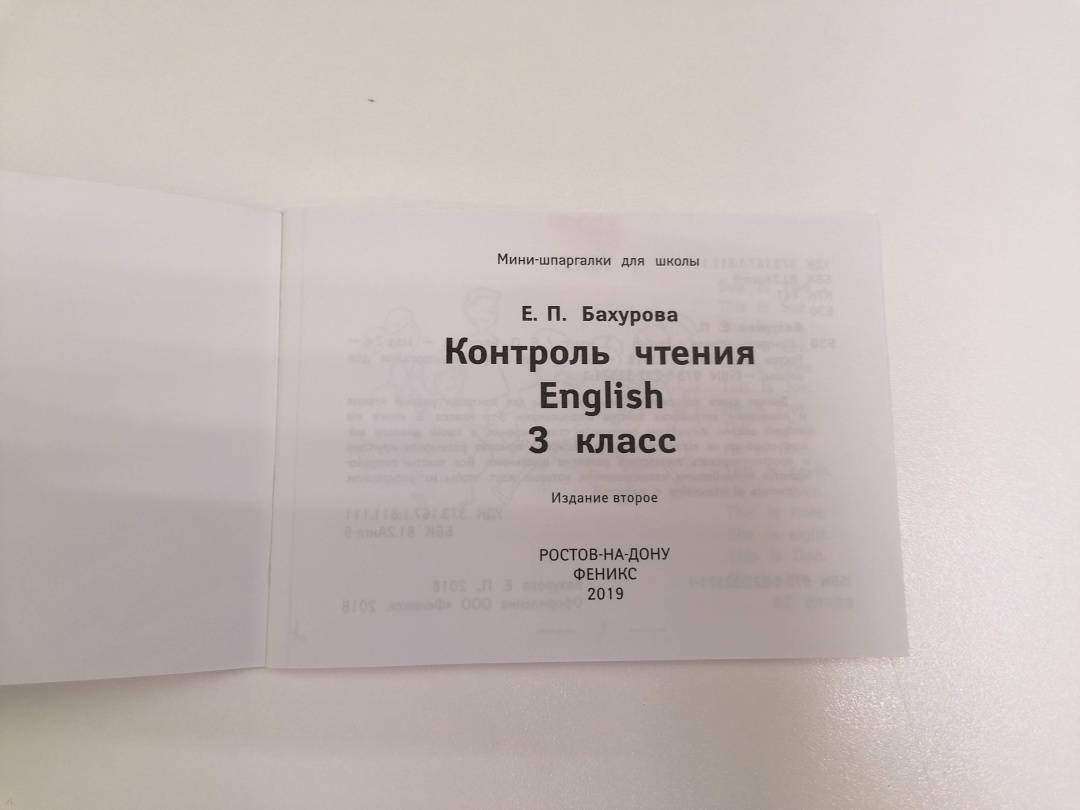 Мини-шпаргалки для школы
Е. П. Бахурова
Контроль чтения
English
3 класс
Издание второе
РОСТОВ-НА-ДОНУ
ФЕНИКС
2019